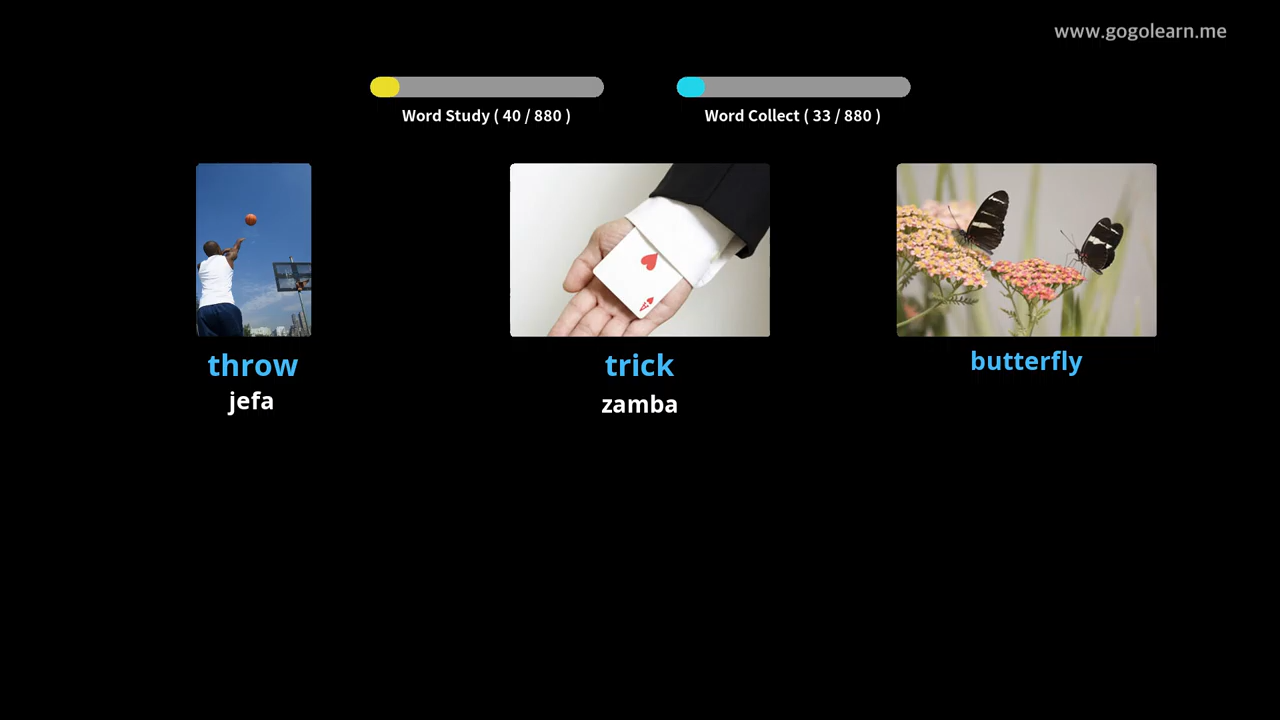 www.gogolearn.me
Word Study ( 40 / 880 )
Word Collect ( 33 / 880 )
throw
trick
butterfly
jefa
zamba